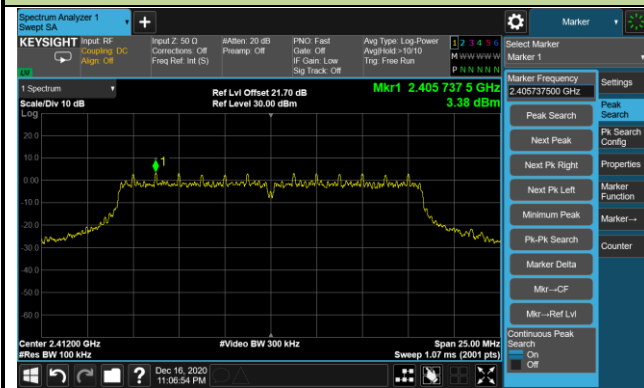 Spectrum Analyzer 1
Swept SA
Marker
KEYSIGHT
Input: RF
Coupling: DC
Align: Off
Input Z: 50 Ω
Corrections: Off
Freq Ref: Int (S)
#Atten: 20 dB
Preamp: Off
PNO: Fast
Gate: Off
IF Gain: Low
Sig Track: Off
Avg Type: Log-Power
Avg|Hold:>10/10
Trig: Free Run
1 2 3 4 5 6
M W W W W W
P N N N N N
LXI
Select Marker
Marker 1
1 Spectrum
Scale/Div 10 dB
Log
Ref Lvl Offset 21.70 dB
Ref Level 30.00 dBm
Mkr1 2.405 737 5 GHz
3.38 dBm
20.0
10.0
0.00
-10.0
-20.0
-30.0
-40.0
-50.0
-60.0
1
Center 2.41200 GHz
#Res BW 100 kHz
#Video BW 300 kHz
Span 25.00 MHz
Sweep 1.07 ms (2001 pts)
Marker Frequency
2.405737500 GHz
Peak Search
Next Peak
Next Pk Right
Next Pk Left
Minimum Peak
Pk-Pk Search
Marker Delta
Mkr→CF
Mkr→Ref Lvl
Continuous Peak
Search
On
Off
Settings
Peak
Search
Pk Search
Config
Properties
Marker
Function
Marker→
Counter
?
Dec 16, 2020
11:06:54 PM